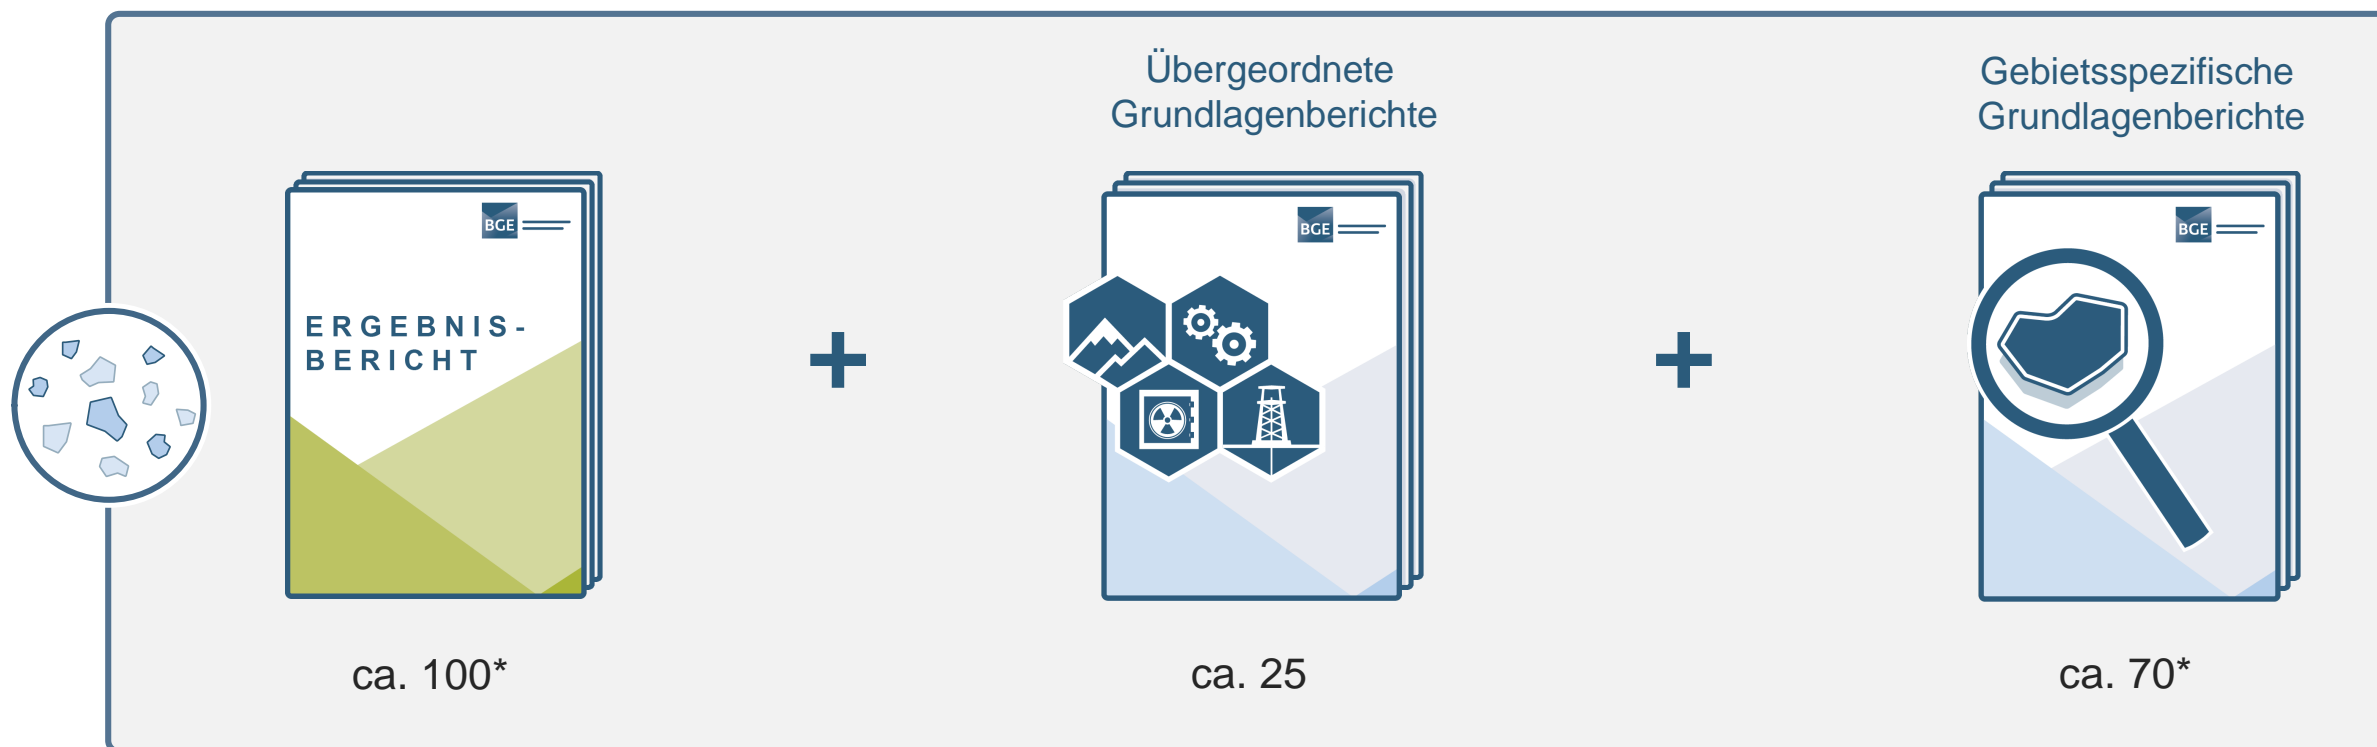 Übergeordnete
Grundlagenberichte
Gebietsspezifische
Grundlagenberichte
BGE
ERGEBNIS-
BERICHT
+
BGE
+
BGE
ca. 100*
ca. 25
ca. 70*